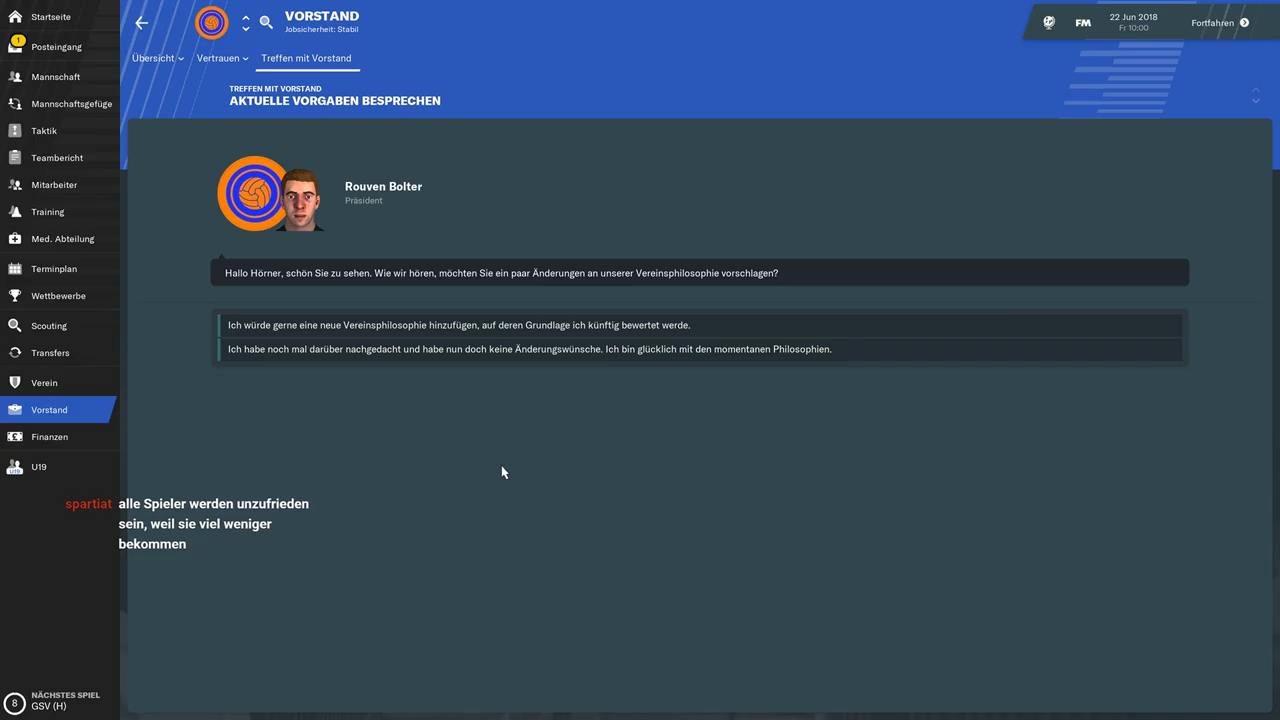 Startseite
1
Posteingang
Mannschaft
Mannschaftsgefüge
Taktik
Teambericht
Mitarbeiter
Training
Med. Abteilung
Terminplan
Wettbewerbe
Scouting
Transfers
Verein
Vorstand
Finanzen
U19
U19
NÄCHSTES SPIEL
8
GSV (H)
VORSTAND
Jobsicherheit: Stabil
FM
22 Jun 2018
Fr 10:00
Fortfahren
Übersicht
Vertrauen
Treffen mit Vorstand
TREFFEN MIT VORSTAND
AKTUELLE VORGABEN BESPRECHEN
Rouven Bolter
Präsident
Hallo Hörner, schön Sie zu sehen. Wie wir hören, möchten Sie ein paar Änderungen an unserer Vereinsphilosophie vorschlagen?
Ich würde gerne eine neue Vereinsphilosophie hinzufügen, auf deren Grundlage ich künftig bewertet werde.
Ich habe noch mal darüber nachgedacht und habe nun doch keine Änderungswünsche. Ich bin glücklich mit den momentanen Philosophien.
spartiat alle Spieler werden unzufrieden
sein, weil sie viel weniger
bekommen